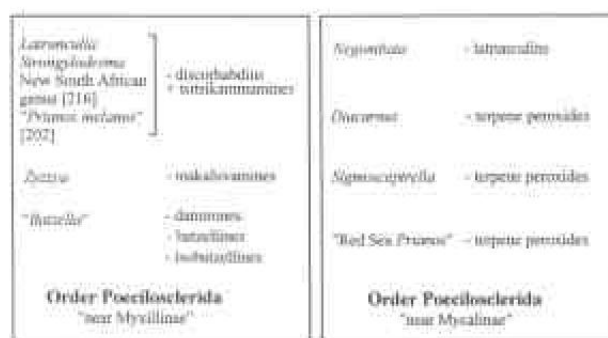 Latrunculia
Strongylodesma
New South African
genus [216]
"Prianos melanos"
[202]
- discorhabdins
+ tsitsikammamines
Zyzzya - makaluvamines
"Batzella" - damirones
- batzellines
- isobatzellines
Order Poecilosclerida
"near Myxillinae"
Negombata - latrunculins
Diacarnus - terpene peroxides
Sigmosceptrella - terpene peroxides
"Red Sea Prianos" - terpene peroxides
Order Poecilosclerida
"near Mycalinae"